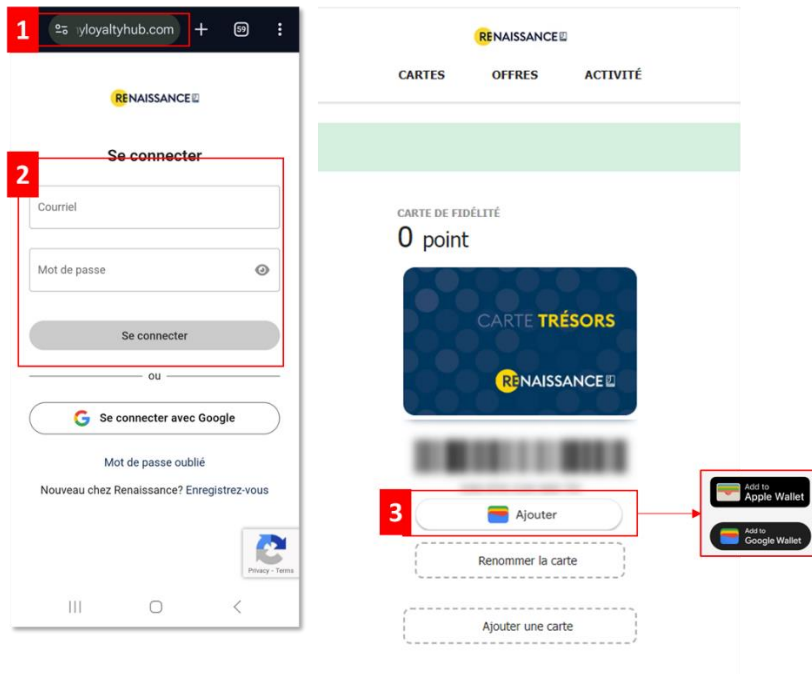 1
yloyaltyhub.com
59
RENAISSANCE
Se connecter
2
Courriel
Mot de passe
Se connecter
ou
Se connecter avec Google
Mot de passe oublié
Nouveau chez Renaissance? Enregistrez-vous
Privacy - Terms
RENAISSANCE
CARTES OFFRES ACTIVITÉ
CARTE DE FIDÉLITÉ
0 point
CARTE TRÉSORS
RENAISSANCE
3
Ajouter
Renommer la carte
Ajouter une carte
Add to
Apple Wallet
Add to
Google Wallet